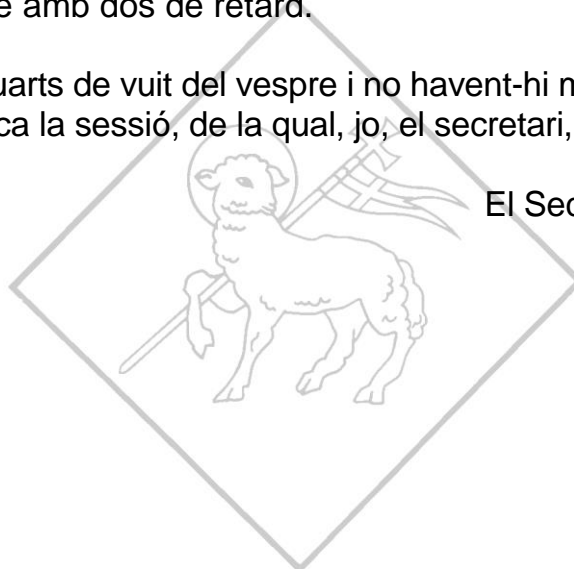 e amb dos de retard.
uarts de vuit del vespre i no havent-hi m
ca la sessió, de la qual, jo, el secretari,
El Sec